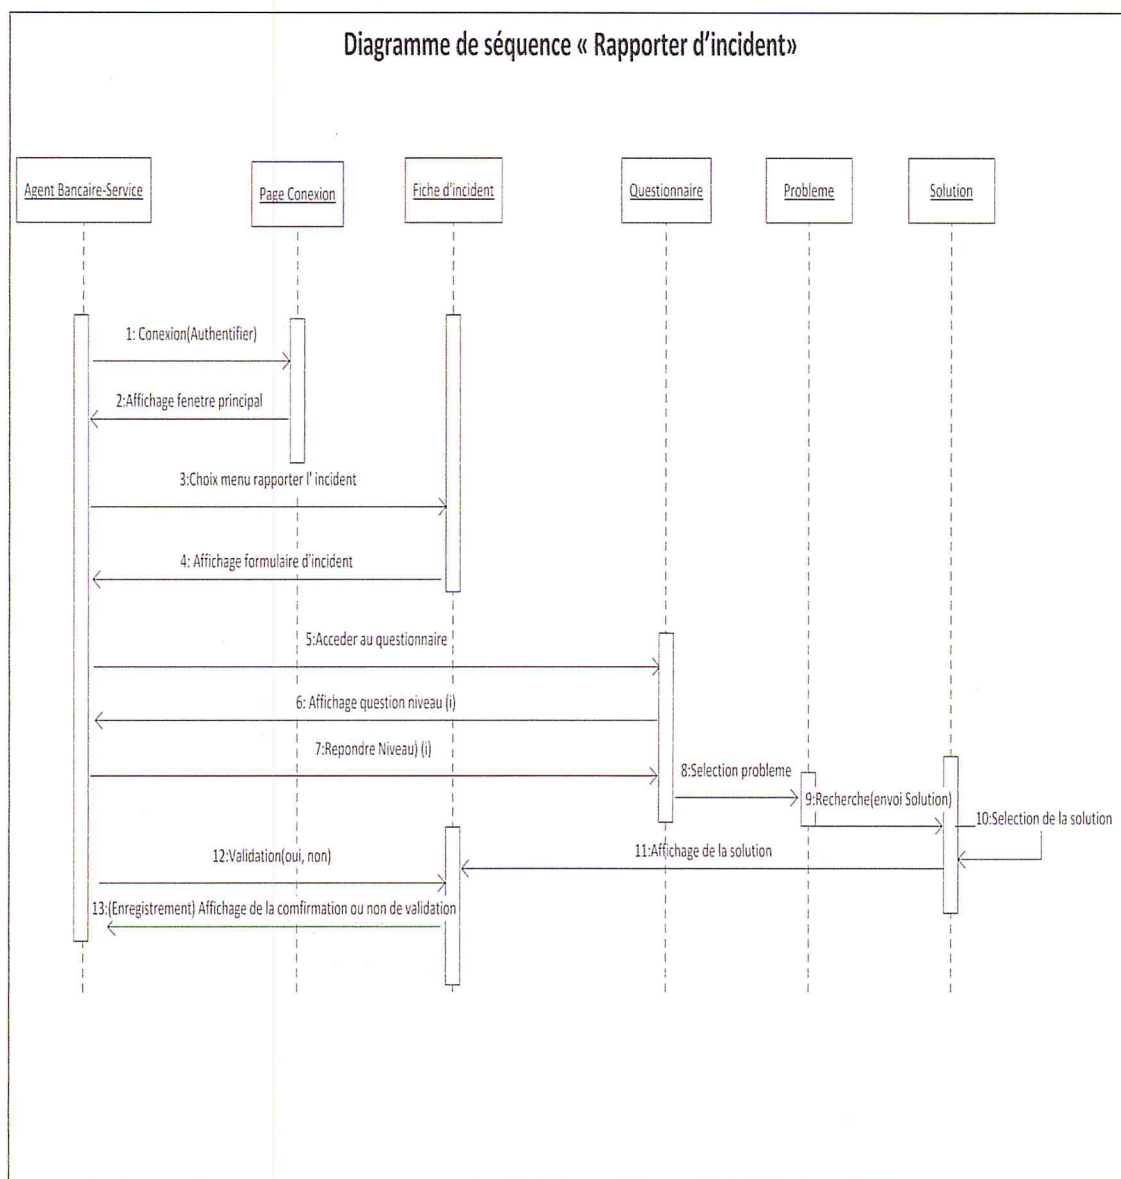 Diagramme de séquence « Rapporter d'incident»
Agent Bancaire-Service
Page Conexion
Fiche d'incident
Questionnaire
Probleme
Solution
1: Conexion(Authentifier)
2:Affichage fenetre principal
3:Choix menu rapporter l' incident
4: Affichage formulaire d'incident
5:Acceder au questionnaire
6: Affichage question niveau (i)
7:Repondre Niveau) (i)
8:Selection probleme
9:Recherche(envoi Solution)
10:Selection de la solution
11:Affichage de la solution
12:Validation(oui, non)
13:(Enregistrement) Affichage de la comfirmation ou non de validation